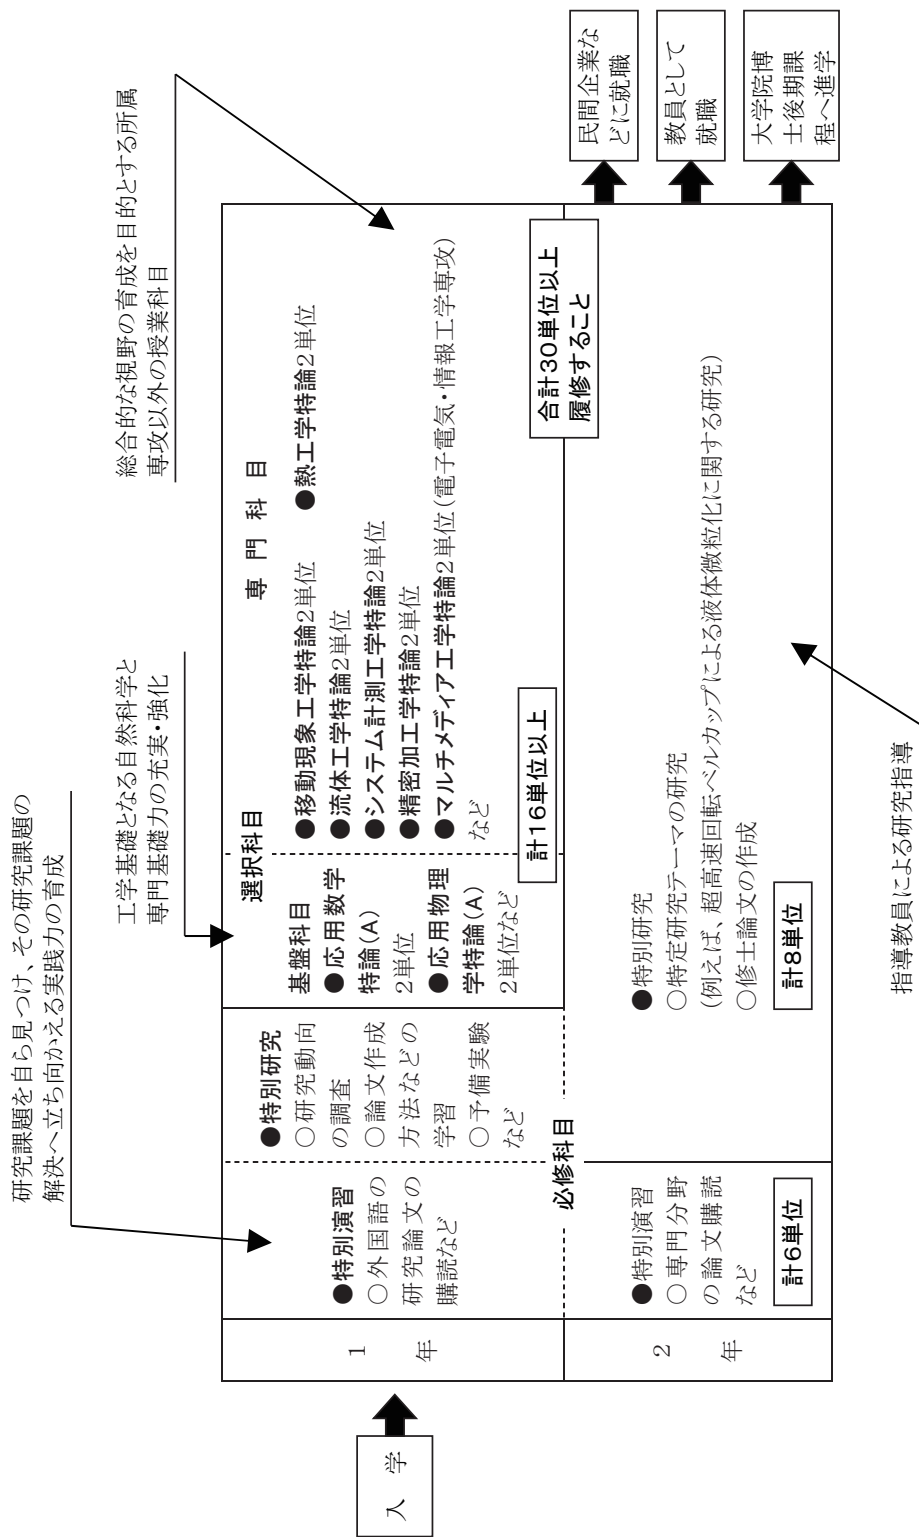 研究課題を自ら見つけ、その研究課題の
解決へ立ち向かえる実践力の育成
工学基礎となる自然科学と
専門基礎力の充実・強化
総合的な視野の育成を目的とする所属
専攻以外の授業科目
入　学
1
年
●特別演習
○外国語の
研究論文の
購読など
●特別研究
○研究動向
の調査
○論文作成
方法などの
学習
○予備実験
など
選択科目
基盤科目
●応用数学
特論(A)
2単位
●応用物理
学特論(A)
2単位など
専　門　科　目
●移動現象工学特論2単位
●熱工学特論2単位
●流体工学特論2単位
●システム計測工学特論2単位
●精密加工学特論2単位
●マルチメディア工学特論2単位(電子電気・情報工学専攻)
など
計16単位以上
合計30単位以上
履修すること
必修科目
2
年
●特別演習
○専門分野
の論文購読
など
計6単位
●特別研究
○特定研究テーマの研究
(例えば、超高速回転ベルカップによる液体微粒化に関する研究)
○修士論文の作成
計8単位
民間企業な
どに就職
教員として
就職
大学院博
士後期課
程へ進学
指導教員による研究指導